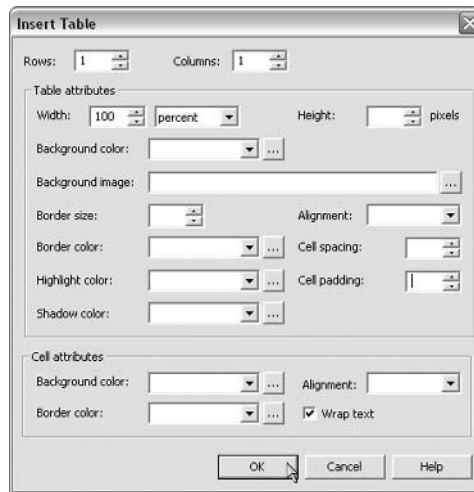 Insert Table
Rows: 1 Columns: 1
Table attributes
Width: 100 percent Height: pixels
Background color: ...
Background image: ...
Border size: Alignment:
Border color: ... Cell spacing:
Highlight color: ... Cell padding:
Shadow color: ...
Cell attributes
Background color: ... Alignment:
Border color: ... Wrap text
OK Cancel Help